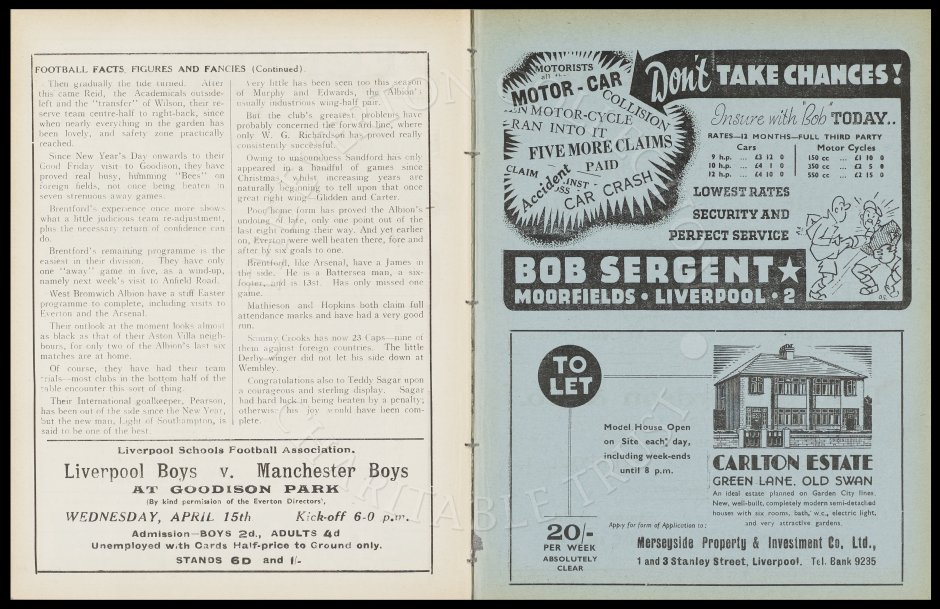 FOOTBALL FACTS, FIGURES AND FANCIES (Continued).
Then gradually the tide turned. After
this came Reid, the Academicals outside-
left and the "transfer" of Wilson, their re-
serve team centre-half to right-back, since
when nearly everything in the garden has
been lovely, and safety zone practically
reached.
Since New Year's Day onwards to their
Good Friday visit to Goodison, they have
proved real busy, humming "Bees" on
foreign fields, not once being beaten in
seven strenuous away games.
Brentford's experience once more shows
what a little judicious team re-adjustment,
plus the necessary return of confidence can
do.
Brentford's remaining programme is the
easiest in their division. They have only
one "away" game in five, as a wind-up,
namely next week's visit to Anfield Road.
West Bromwich Albion have a stiff Easter
programme to complete, including visits to
Everton and the Arsenal.
Their outlook at the moment looks almost
as black as that of their Aston Villa neigh-
bours, for only two of the Albion's last six
matches are at home.
Of course, they have had their team
trials—most clubs in the bottom half of the
table encounter this sort of thing.
Their International goalkeeper, Pearson,
has been out of the side since the New Year,
but the new man, Light of Southampton, is
said to be one of the best.
Very little has been seen too this season
of Murphy and Edwards, the Albion'
usually industrious wing-half pair.
But the club's greatest problems have
probably concerned the forward line, where
only W. G. Richardson has proved really
consistently successful.
Owing to unsoundness Sandford has only
appeared in a handful of games since
Christmas, whilst increasing years are
naturally beginning to tell upon that once
great right wing—Glidden and Carter.
Poor home form has proved the Albion's
undoing of late, only one point out of the
last eight coming their way. And yet earlier
on, Everton were well beaten there, fore and
after by six goals to one.
Brentford, like Arsenal, have a James in
the side. He is a Battersea man, a six-
footer, and is 13st. Has only missed one
game.
Mathieson and Hopkins both claim full
attendance marks and have had a very good
run.
Sammy Crooks has now 23 Caps—nine of
them against foreign countries. The little
Derby winger did not let his side down at
Wembley.
Congratulations also to Teddy Sagar upon
a courageous and sterling display. Sagar
had hard luck in being beaten by a penalty;
otherwise his joy would have been com-
plete.
Liverpool Schools Football Association.
Liverpool Boys v. Manchester Boys
AT GOODISON PARK
(By kind permission of the Everton Directors).
WEDNESDAY, APRIL 15th Kick-off 6-0 p.m.
Admission—BOYS 2d., ADULTS 4d
Unemployed with Cards Half-price to Ground only.
STANDS 6D and 1/-
MOTORISTS
MOTOR-CAR
COLLISION
IN MOTOR-CYCLE
RAN INTO IT
FIVE MORE CLAIMS
PAID
CLAIM
Accident
CAR CRASH
Don't TAKE CHANCES!
Insure with "Bob" TODAY..
RATES—12 MONTHS—FULL THIRD PARTY
Cars Motor Cycles
9 h.p. ... £3 12 0 150 cc ... £1 10 0
10 h.p. ... £4 1 0 350 cc ... £2 5 0
12 h.p. ... £4 10 0 550 cc ... £2 15 0
LOWEST RATES
SECURITY AND
PERFECT SERVICE
BOB SERGENT★
MOORFIELDS · LIVERPOOL · 2
TO
LET
Model House Open
on Site each day,
including week-ends
until 8 p.m.
CARLTON ESTATE
GREEN LANE, OLD SWAN
An ideal estate planned on Garden City lines.
New, well-built, completely modern semi-detached
houses with six rooms, bath, w.c., electric light,
and very attractive gardens.
20/-
PER WEEK
ABSOLUTELY
CLEAR
Apply for form of Application to:
Merseyside Property & Investment Co, Ltd.,
1 and 3 Stanley Street, Liverpool. Tel. Bank 9235